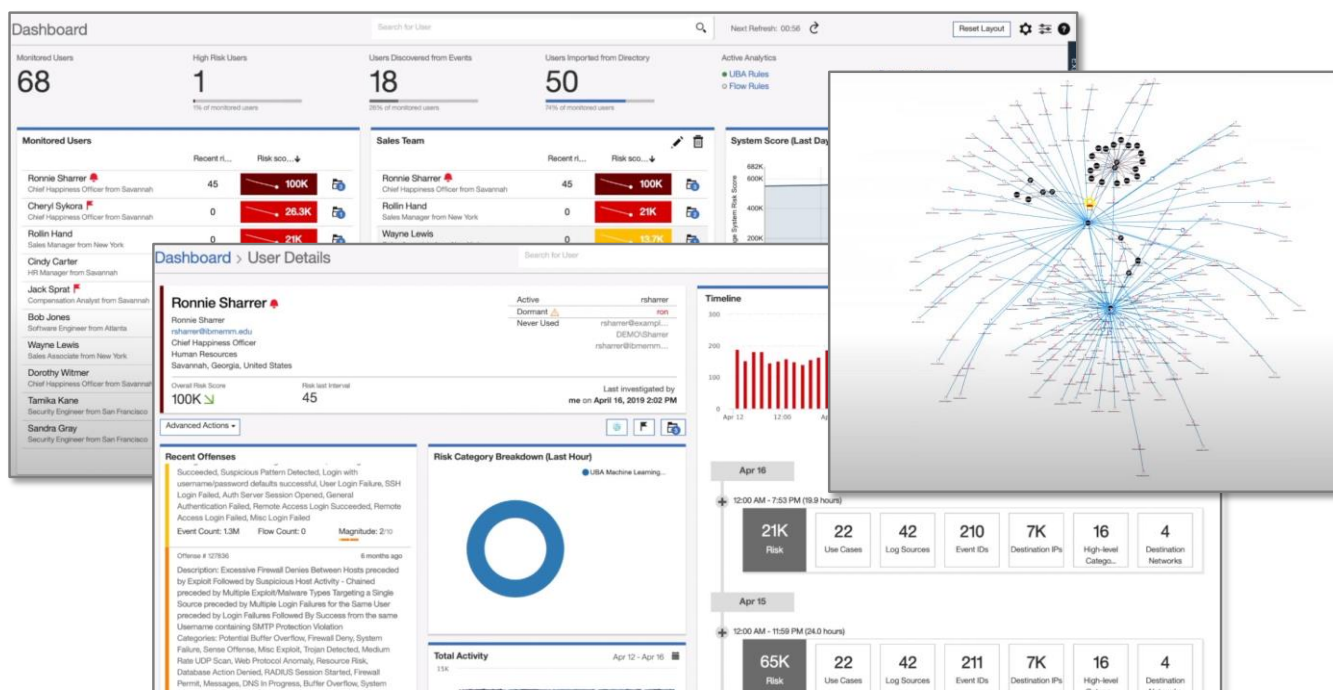 Dashboard
Search for User
Next Refresh: 00:56
Reset Layout
Monitored Users
68
High Risk Users
1
1% of monitored users
Users Discovered from Events
18
26% of monitored users
Users Imported from Directory
50
74% of monitored users
Active Analytics
UBA Rules
Flow Rules
Monitored Users
Recent ri... Risk sco...
Ronnie Sharrer
Chief Happiness Officer from Savannah
45 100K
Cheryl Sykora
Chief Happiness Officer from Savannah
0 26.3K
Rollin Hand
Sales Manager from New York
0 21K
Cindy Carter
HR Manager from Savannah
Jack Sprat
Compensation Analyst from Savannah
Bob Jones
Software Engineer from Atlanta
Wayne Lewis
Sales Associate from New York
Dorothy Witmer
Chief Happiness Officer from Savannah
Tamika Kane
Security Engineer from San Francisco
Sandra Gray
Security Engineer from San Francisco
Sales Team
Recent ri... Risk sco...
Ronnie Sharrer
Chief Happiness Officer from Savannah
45 100K
Rollin Hand
Sales Manager from New York
0 21K
Wayne Lewis
0 13.7K
System Score (Last Day
682K
600K
400K
200K
System Risk Score
Dashboard > User Details
Search for User
Ronnie Sharrer
Ronnie Sharrer
rsharrer@ibmemm.edu
Chief Happiness Officer
Human Resources
Savannah, Georgia, United States
Active rsharrer
Dormant ron
Never Used rsharrer@exampl...
DEMO\Sharrer
rsharrer@ibmemm...
Overall Risk Score
100K
Risk last Interval
45
Last investigated by
me on April 16, 2019 2:02 PM
Advanced Actions
Recent Offenses
Succeeded, Suspicious Pattern Detected, Login with
username/password defaults successful, User Login Failure, SSH
Login Failed, Auth Server Session Opened, General
Authentication Failed, Remote Access Login Succeeded, Remote
Access Login Failed, Misc Login Failed
Event Count: 1.3M Flow Count: 0 Magnitude: 2/10
Offense # 127836 6 months ago
Description: Excessive Firewall Denies Between Hosts preceded
by Exploit Followed by Suspicious Host Activity - Chained
preceded by Multiple Exploit/Malware Types Targeting a Single
Source preceded by Multiple Login Failures for the Same User
preceded by Login Failures Followed By Success from the same
Username containing SMTP Protection Violation
Categories: Potential Buffer Overflow, Firewall Deny, System
Failure, Sense Offense, Misc Exploit, Trojan Detected, Medium
Rate UDP Scan, Web Protocol Anomaly, Resource Risk,
Database Action Denied, RADIUS Session Started, Firewall
Permit, Messages, DNS In Progress, Buffer Overflow, System
Risk Category Breakdown (Last Hour)
UBA Machine Learning...
Total Activity Apr 12 - Apr 16
15K
Timeline
300
200
100
0
Apr 12 12:00
Apr 16
12:00 AM - 7:53 PM (19.9 hours)
21K
Risk
22
Use Cases
42
Log Sources
210
Event IDs
7K
Destination IPs
16
High-level
Catego...
4
Destination
Networks
Apr 15
12:00 AM - 11:59 PM (24.0 hours)
65K
Risk
22
Use Cases
42
Log Sources
211
Event IDs
7K
Destination IPs
16
High-level
4
Destination